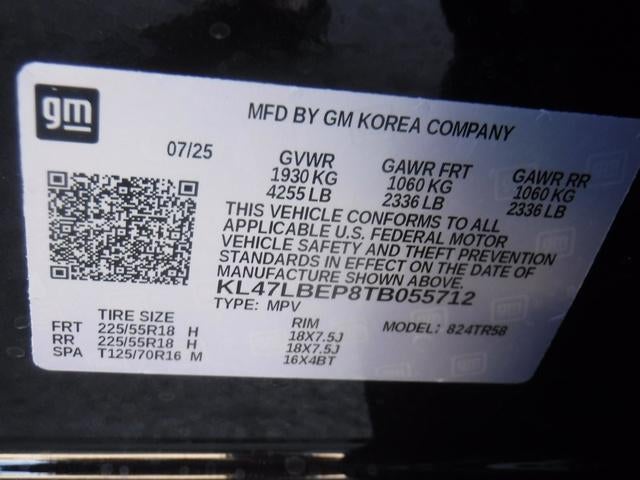 gm
MFD BY GM KOREA COMPANY
07/25
GVWR GAWR FRT GAWR RR
1930 KG 1060 KG 1060 KG
4255 LB 2336 LB 2336 LB
THIS VEHICLE CONFORMS TO ALL
APPLICABLE U.S. FEDERAL MOTOR
VEHICLE SAFETY AND THEFT PREVENTION
STANDARDS IN EFFECT ON THE DATE OF
MANUFACTURE SHOWN ABOVE.
KL47LBEP8TB055712
TYPE: MPV
TIRE SIZE RIM MODEL: 824TR58
FRT 225/55R18 H 18X7.5J
RR 225/55R18 H 18X7.5J
SPA T125/70R16 M 16X4BT